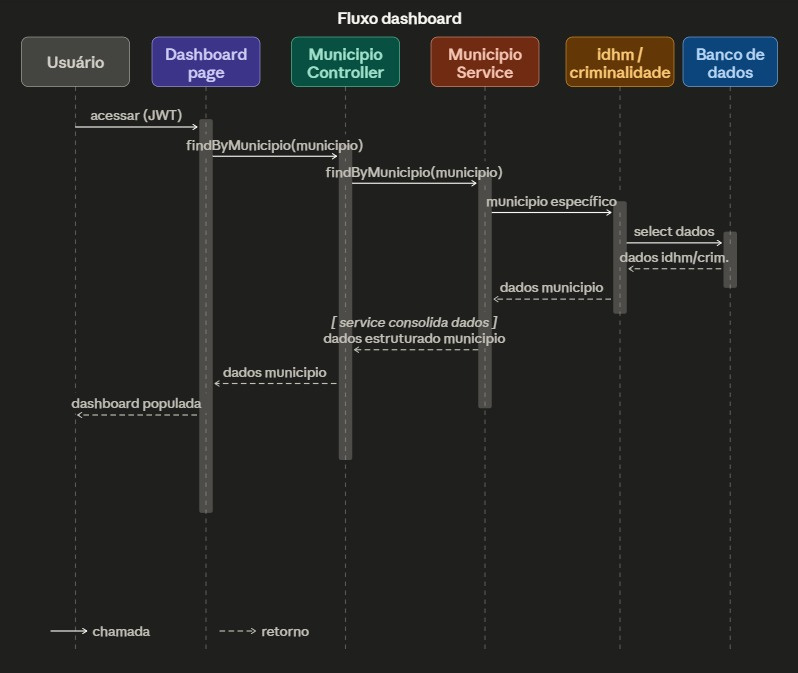 Fluxo dashboard
Usuário
Dashboard
page
Municipio
Controller
Municipio
Service
idhm /
criminalidade
Banco de
dados
acessar (JWT)
findByMunicipio(municipio)
findByMunicipio(municipio)
municipio específico
select dados
dados idhm/crim.
dados municipio
[ service consolida dados ]
dados estruturado municipio
dados municipio
dashboard populada
chamada
retorno